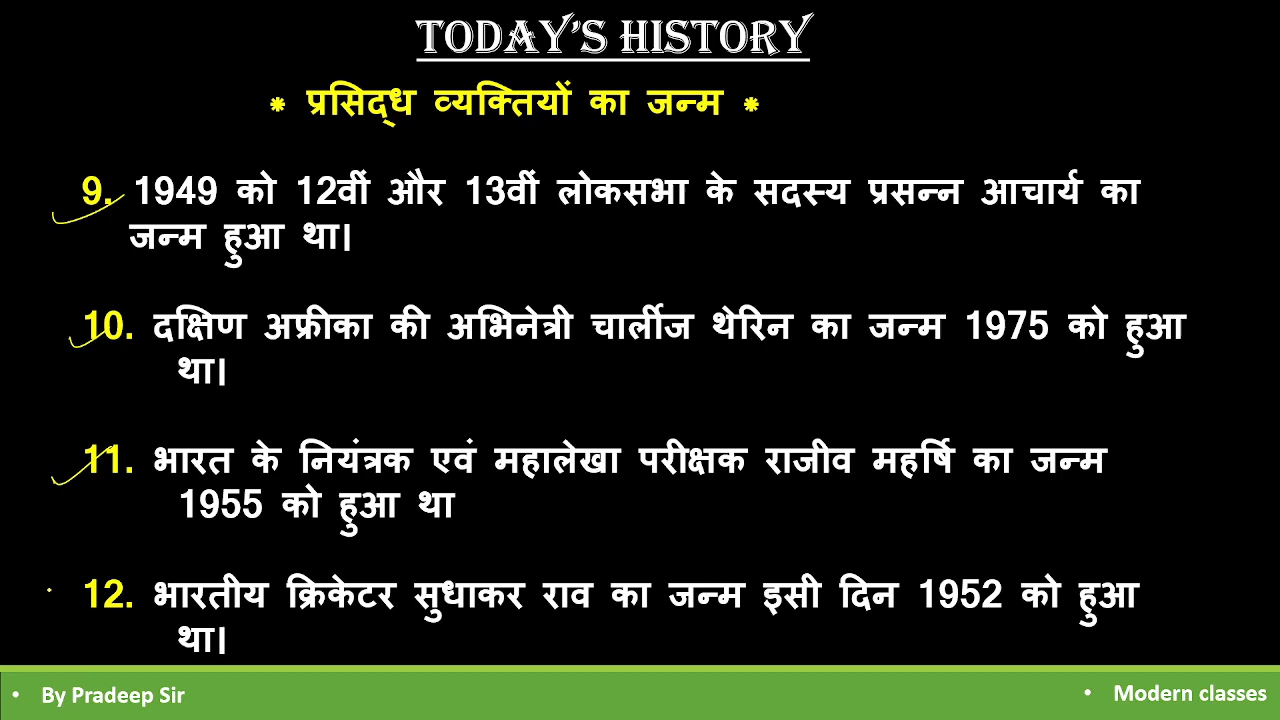 TODAY'S HISTORY
* प्रसिद्ध व्यक्तियों का जन्म *
9. 1949 को 12वीं और 13वीं लोकसभा के सदस्य प्रसन्न आचार्य का
जन्म हुआ था।
10. दक्षिण अफ्रीका की अभिनेत्री चार्लीज थेरिन का जन्म 1975 को हुआ
था।
11. भारत के नियंत्रक एवं महालेखा परीक्षक राजीव महर्षि का जन्म
1955 को हुआ था
12. भारतीय क्रिकेटर सुधाकर राव का जन्म इसी दिन 1952 को हुआ
था।
• By Pradeep Sir
• Modern classes